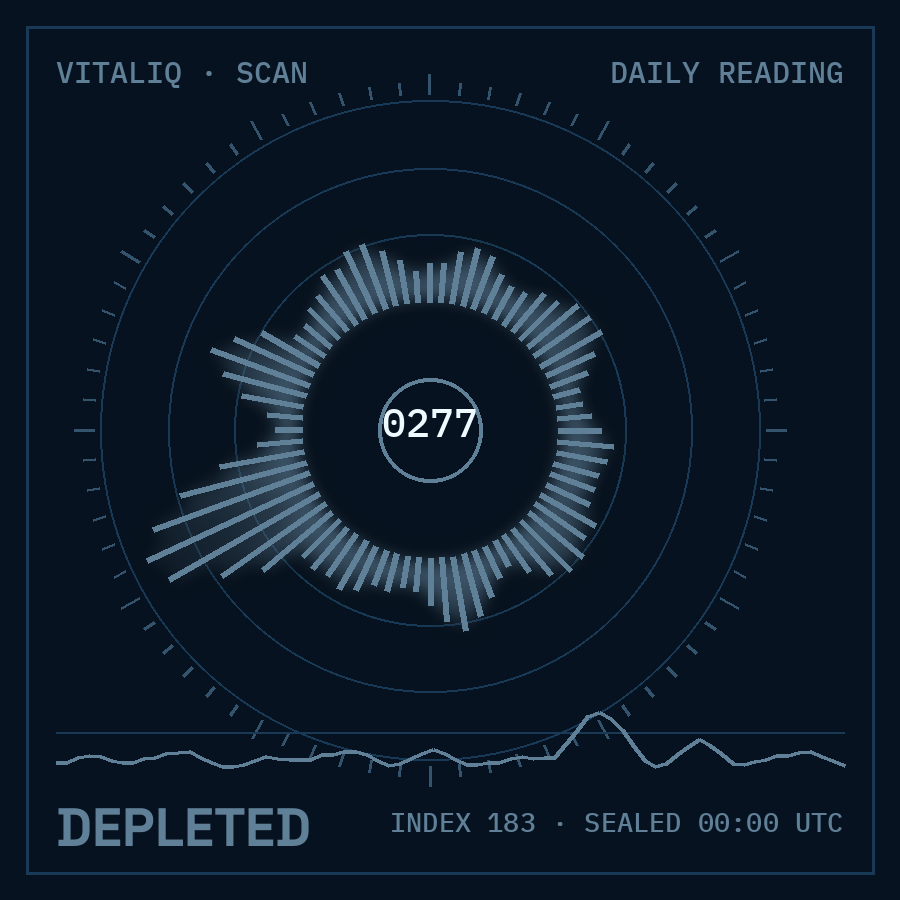 VITALIQ · SCAN
DAILY READING
0277
DEPLETED
INDEX 183 · SEALED 00:00 UTC